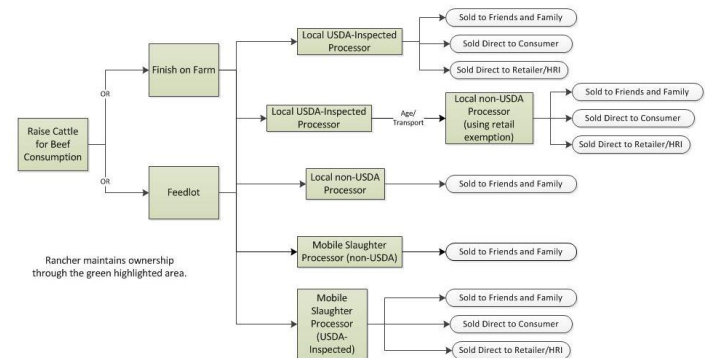 Raise Cattle
for Beef
Consumption
OR
OR
Finish on Farm
Feedlot
Local USDA-Inspected
Processor
Sold to Friends and Family
Sold Direct to Consumer
Sold Direct to Retailer/HRI
Local USDA-Inspected
Processor
Age/
Transport
Local non-USDA
Processor
(using retail
exemption)
Sold to Friends and Family
Sold Direct to Consumer
Sold Direct to Retailer/HRI
Local non-USDA
Processor
Sold to Friends and Family
Mobile Slaughter
Processor (non-USDA)
Sold to Friends and Family
Mobile
Slaughter
Processor
(USDA-
Inspected)
Sold to Friends and Family
Sold Direct to Consumer
Sold Direct to Retailer/HRI
Rancher maintains ownership
through the green highlighted area.